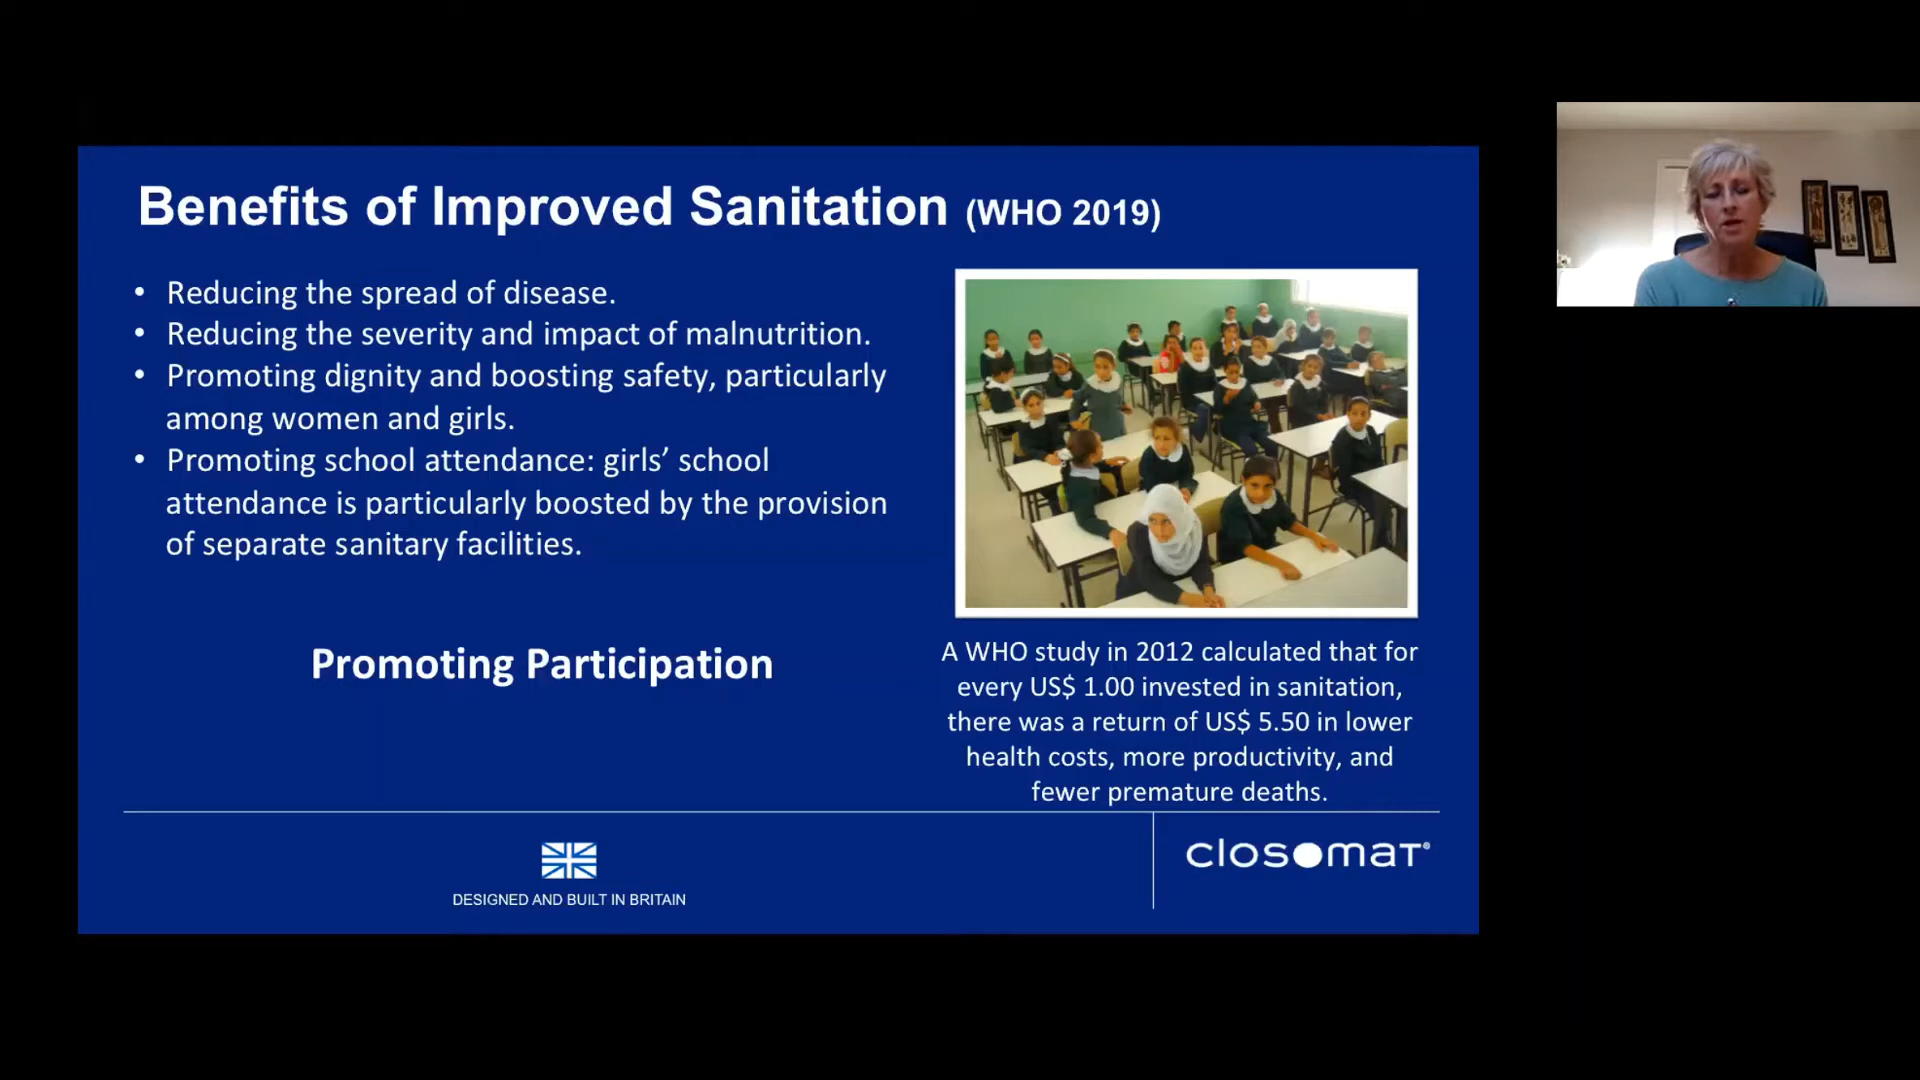 Benefits of Improved Sanitation (WHO 2019)
• Reducing the spread of disease.
• Reducing the severity and impact of malnutrition.
• Promoting dignity and boosting safety, particularly
among women and girls.
• Promoting school attendance: girls’ school
attendance is particularly boosted by the provision
of separate sanitary facilities.
Promoting Participation
A WHO study in 2012 calculated that for
every US$ 1.00 invested in sanitation,
there was a return of US$ 5.50 in lower
health costs, more productivity, and
fewer premature deaths.
DESIGNED AND BUILT IN BRITAIN
closomat®